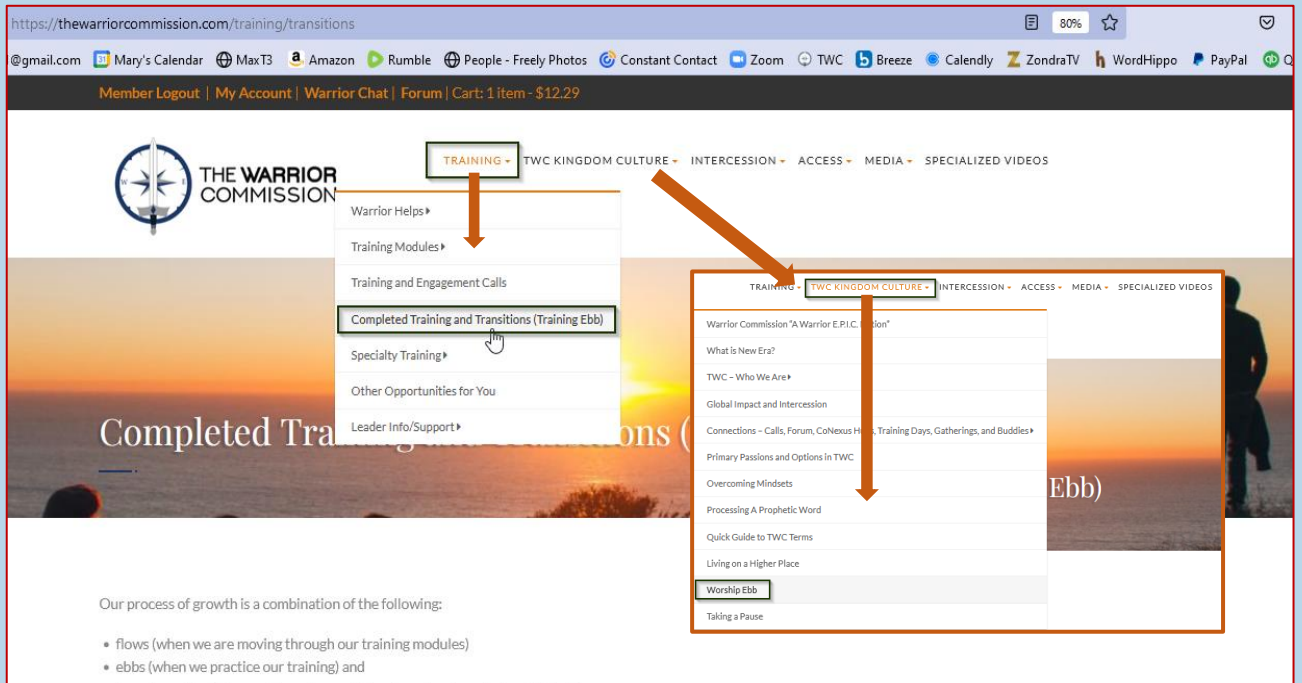 https://thewarriorcommission.com/training/transitions
80%
@gmail.com Mary's Calendar MaxT3 Amazon Rumble People - Freely Photos Constant Contact Zoom TWC Breeze Calendly ZondraTV WordHippo PayPal
Member Logout | My Account | Warrior Chat | Forum | Cart: 1 item - $12.29
THE WARRIOR
COMMISSION
TRAINING TWC KINGDOM CULTURE INTERCESSION ACCESS MEDIA SPECIALIZED VIDEOS
Warrior Helps
Training Modules
Training and Engagement Calls
Completed Training and Transitions (Training Ebb)
Specialty Training
Other Opportunities for You
Leader Info/Support
TRAINING TWC KINGDOM CULTURE INTERCESSION ACCESS MEDIA SPECIALIZED VIDEOS
Warrior Commission "A Warrior E.P.I.C.
What is New Era?
TWC – Who We Are
Global Impact and Intercession
Connections – Calls, Forum, CoNexus Training Days, Gatherings, and Buddies
Primary Passions and Options in TWC
Overcoming Mindsets
Processing A Prophetic Word
Quick Guide to TWC Terms
Living on a Higher Place
Worship Ebb
Taking a Pause
Ebb)
Completed
Our process of growth is a combination of the following:
• flows (when we are moving through our training modules)
• ebbs (when we practice our training) and